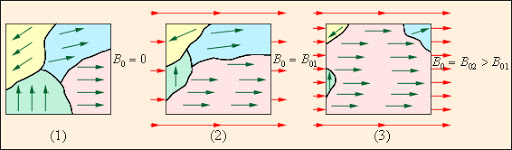 B₀ = 0
B₀ = B₀₁
B₀ = B₀₂ > B₀₁
(1)
(2)
(3)